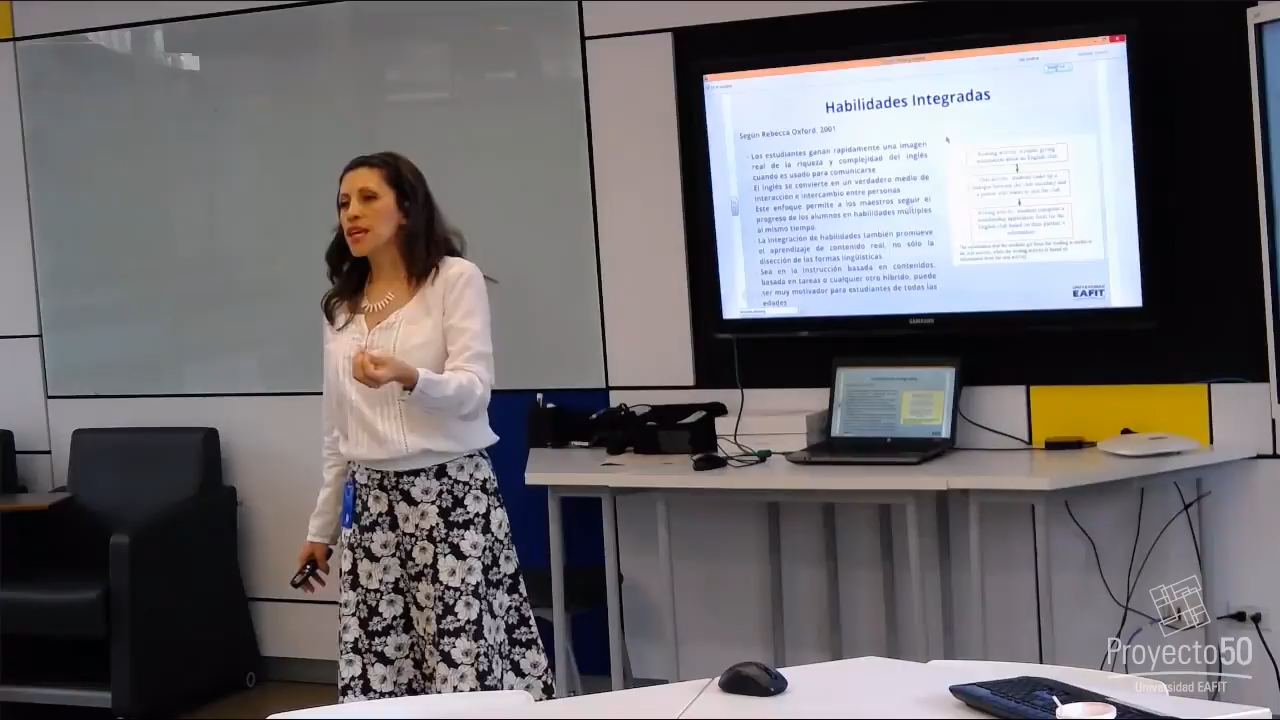 Habilidades Integradas
Según Rebecca Oxford, 2001
- Los estudiantes ganan rápidamente una imagen
real de la riqueza y complejidad del inglés
cuando es usado para comunicarse
El inglés se convierte en un verdadero medio de
interacción e intercambio entre personas
Este enfoque permite a los maestros seguir el
progreso de los alumnos en habilidades múltiples
al mismo tiempo.
La integración de habilidades también promueve
el aprendizaje de contenido real, no sólo la
disección de las formas lingüísticas.
Sea en la instrucción basada en contenidos,
basada en tareas o cualquier otro híbrido, puede
ser muy motivador para estudiantes de todas las
edades
UNIVERSIDAD
EAFIT
SAMSUNG
Proyecto50
Universidad EAFIT